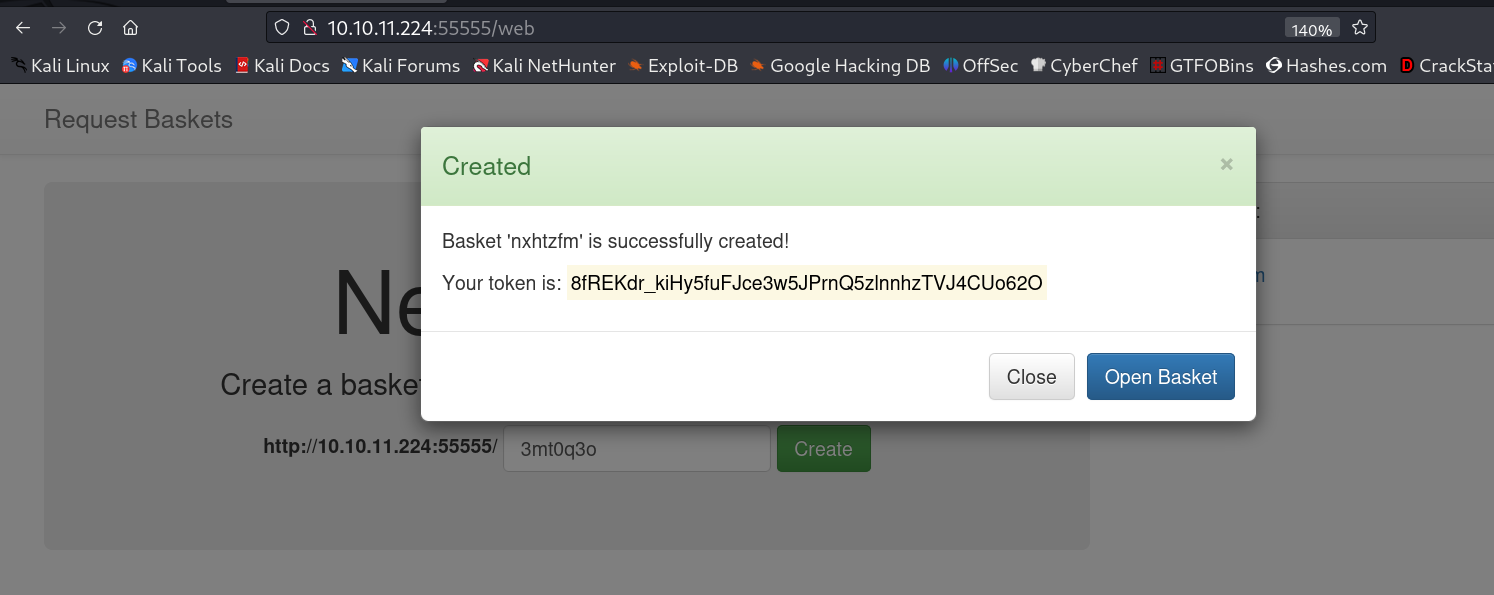 10.10.11.224:55555/web
140%
Kali Linux Kali Tools Kali Docs Kali Forums Kali NetHunter Exploit-DB Google Hacking DB OffSec CyberChef GTFOBins Hashes.com CrackStat
Request Baskets
Created ×
Basket 'nxhtzfm' is successfully created!
Your token is: 8fREKdr_kiHy5fuFJce3w5JPrnQ5zlnnhzTVJ4CUo62O
Close Open Basket
Ne
Create a basket
http://10.10.11.224:55555/ 3mt0q3o Create